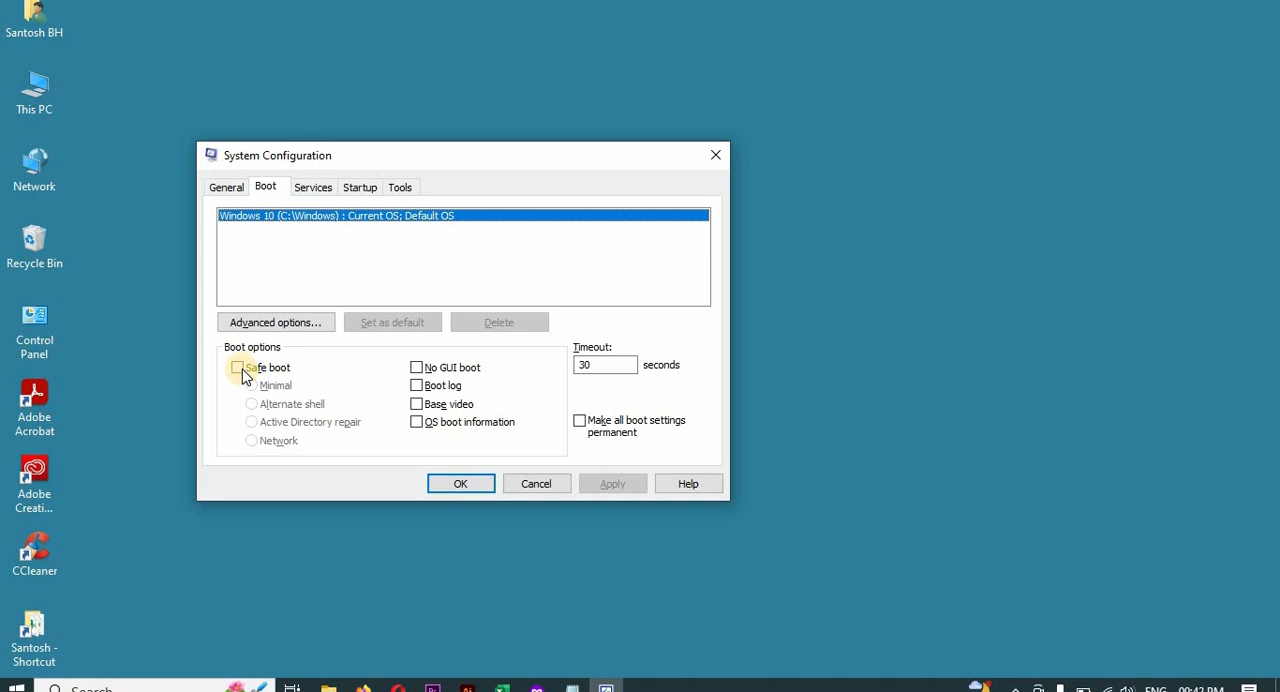 Santosh BH
This PC
Network
Recycle Bin
Control
Panel
Adobe
Acrobat
Adobe
Creati...
CCleaner
Santosh -
Shortcut
System Configuration
General Boot Services Startup Tools
Windows 10 (C:\Windows) : Current OS; Default OS
Advanced options... Set as default Delete
Boot options
Safe boot
Minimal
Alternate shell
Active Directory repair
Network
No GUI boot
Boot log
Base video
OS boot information
Timeout:
30 seconds
Make all boot settings
permanent
OK Cancel Apply Help
Search
ENG 09:42 PM